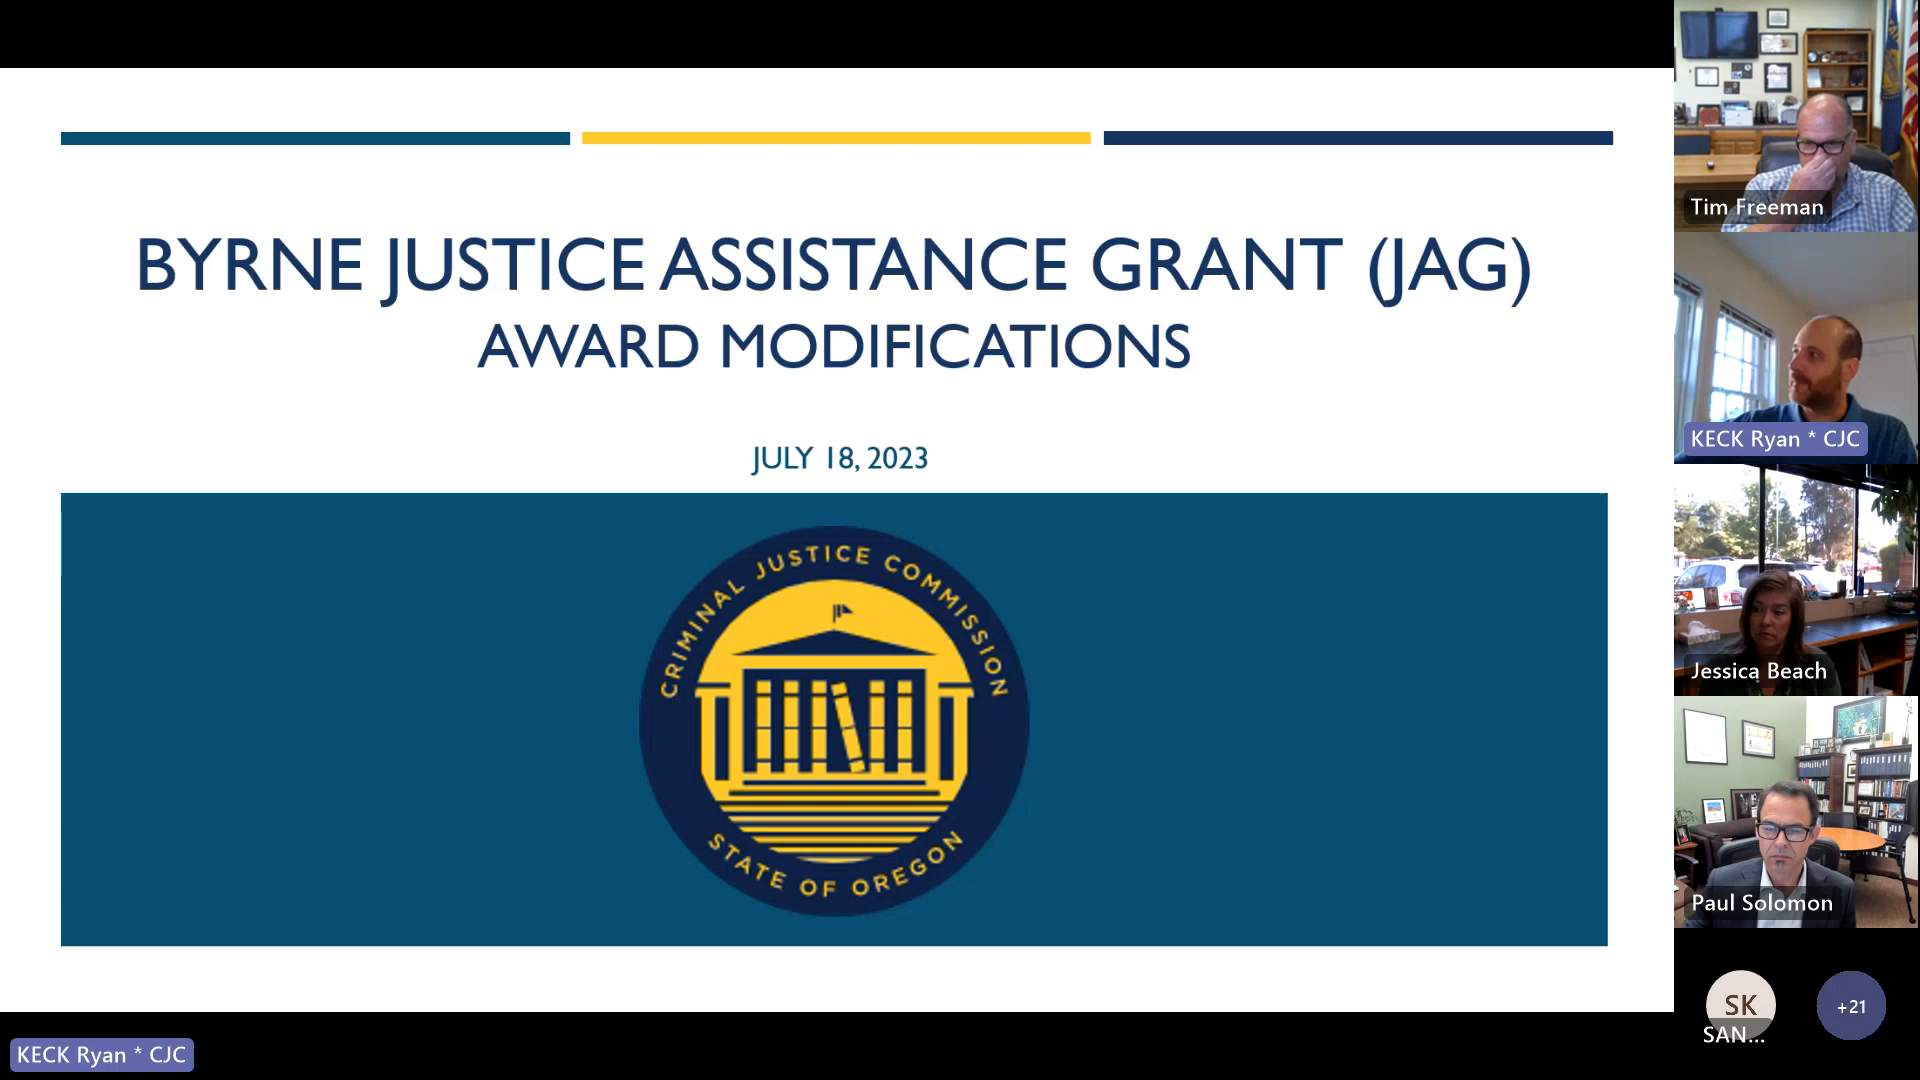 BYRNE JUSTICE ASSISTANCE GRANT (JAG)
AWARD MODIFICATIONS
JULY 18, 2023
CRIMINAL JUSTICE COMMISSION
STATE OF OREGON
Tim Freeman
KECK Ryan * CJC
Jessica Beach
Paul Solomon
SK
SAN...
+21
KECK Ryan * CJC